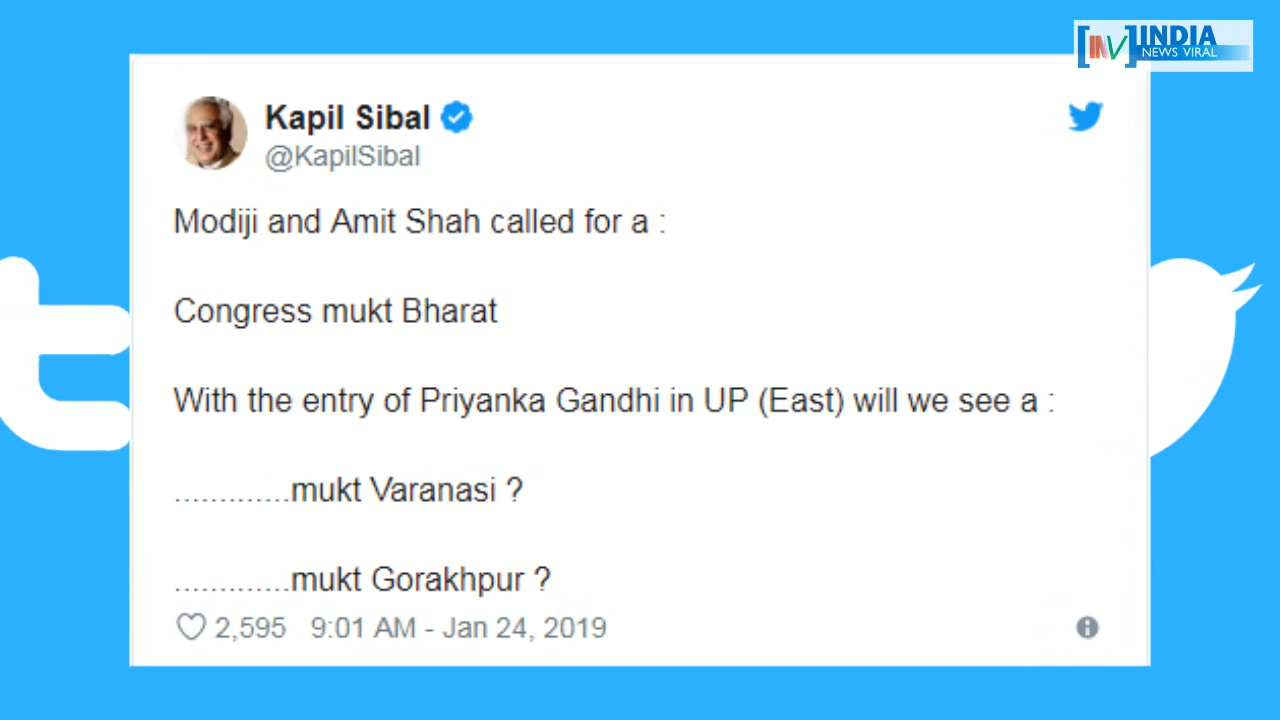 [INV] INDIA
NEWS VIRAL
Kapil Sibal
@KapilSibal
Modiji and Amit Shah called for a :
Congress mukt Bharat
With the entry of Priyanka Gandhi in UP (East) will we see a :
.............mukt Varanasi ?
.............mukt Gorakhpur ?
2,595 9:01 AM - Jan 24, 2019